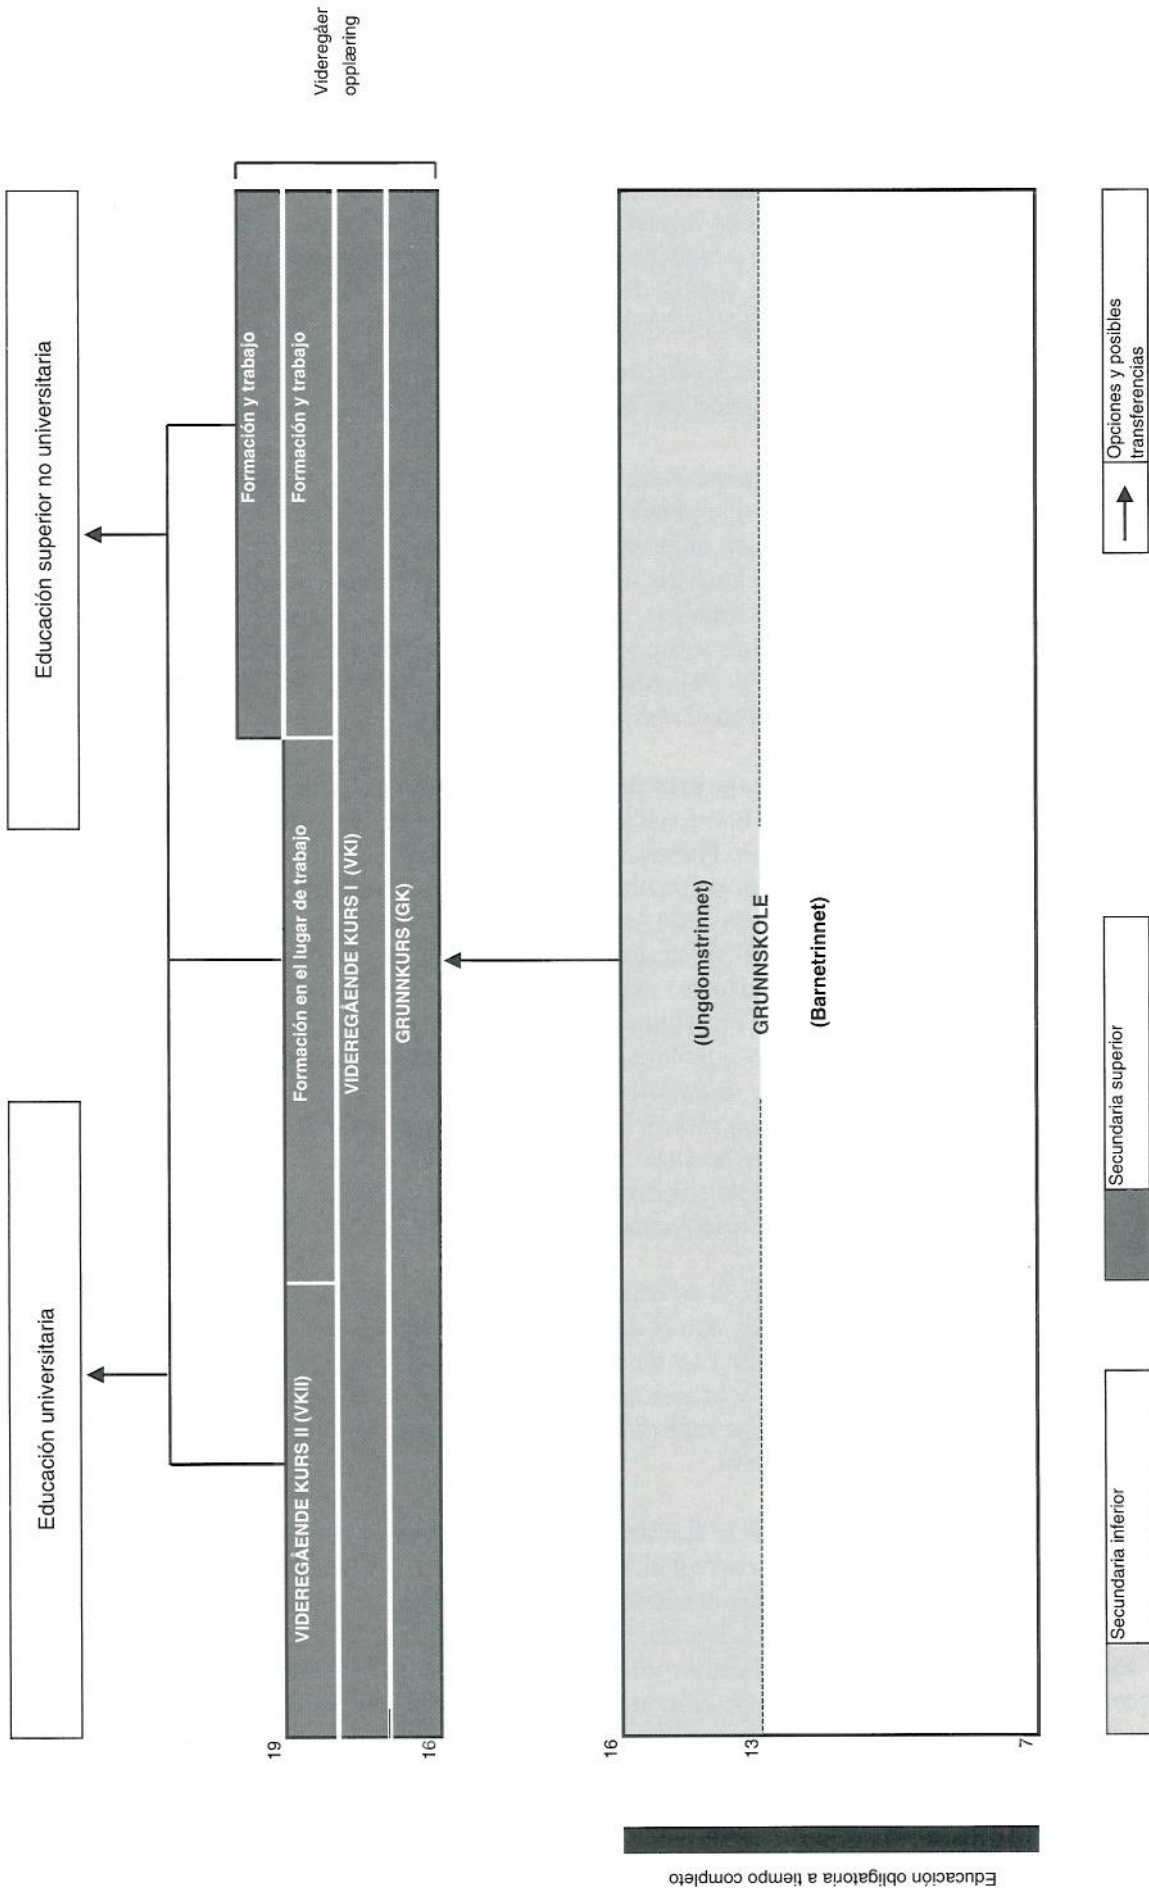 Educación universitaria
Educación superior no universitaria
19
VIDEREGÅENDE KURS II (VKII)
Formación en el lugar de trabajo
Formación y trabajo
Formación y trabajo
VIDEREGÅENDE KURS I (VKI)
GRUNNKURS (GK)
16
Videregåer
opplæring
Educación obligatoria a tiempo completo
16
(Ungdomstrinnet)
13
GRUNNSKOLE
(Barnetrinnet)
7
Secundaria inferior
Secundaria superior
Opciones y posibles
transferencias